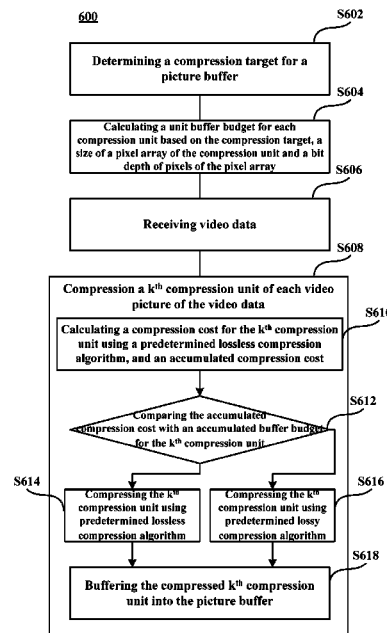 600
S602
Determining a compression target for a
picture buffer
S604
Calculating a unit buffer budget for each
compression unit based on the compression target, a
size of a pixel array of the compression unit and a bit
depth of pixels of the pixel array
S606
Receiving video data
S608
Compression a kth compression unit of each video
picture of the video data
S610
Calculating a compression cost for the kth compression
unit using a predetermined lossless compression
algorithm, and an accumulated compression cost
S612
Comparing the accumulated
compression cost with an accumulated buffer budget
for the kth compression unit
S614
Compressing the kth
compression unit using
predetermined lossless
compression algorithm
S616
Compressing the kth
compression unit using
predetermined lossy
compression algorithm
S618
Buffering the compressed kth compression
unit into the picture buffer